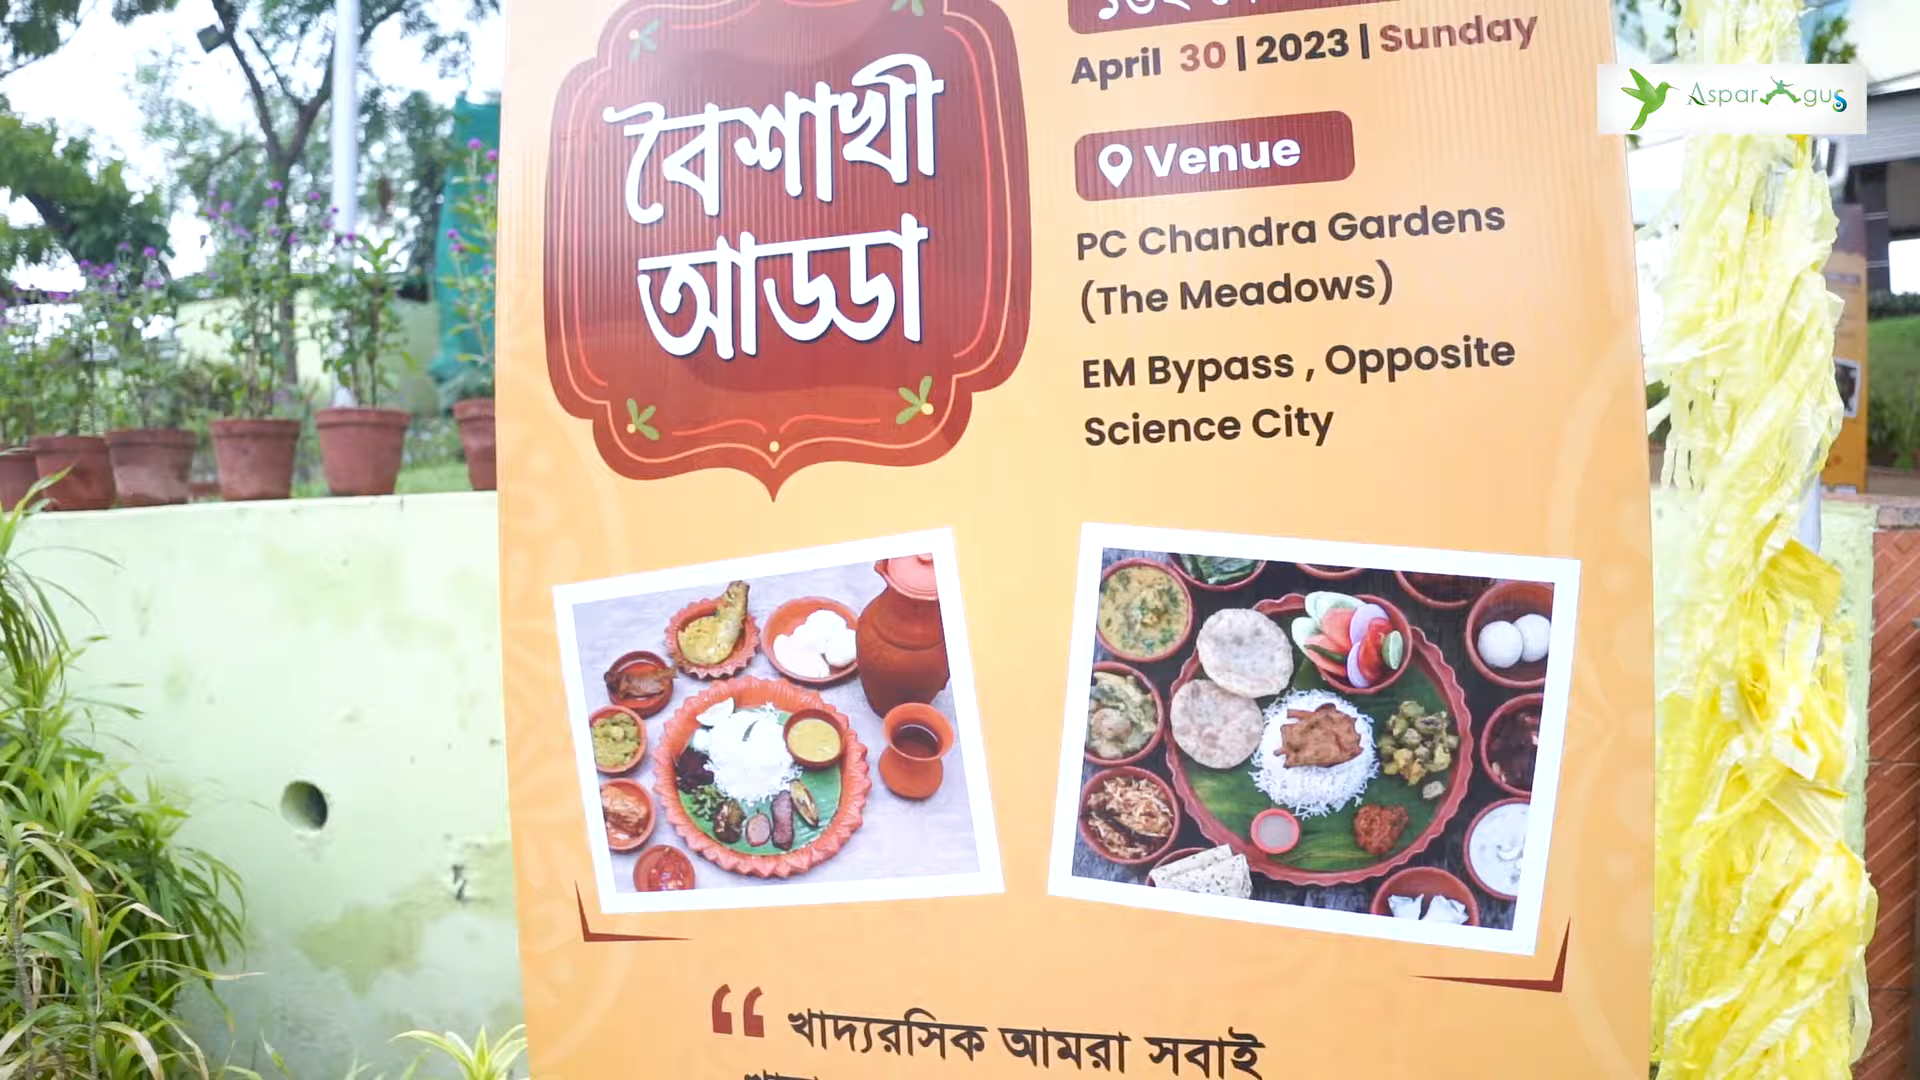 April 30 | 2023 | Sunday
AsparAgus
বৈশাখী
আড্ডা
Venue
PC Chandra Gardens
(The Meadows)
EM Bypass , Opposite
Science City
“ খাদ্যরসিক আমরা সবাই